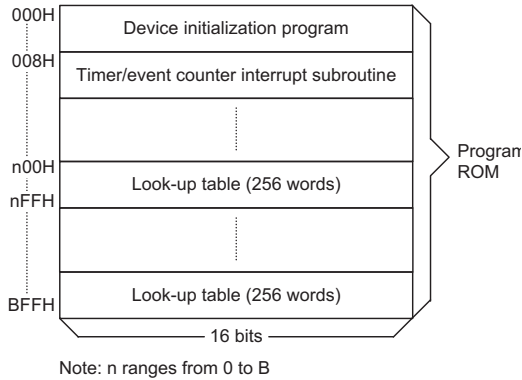 000H
Device initialization program
008H
Timer/event counter interrupt subroutine
n00H
Look-up table (256 words)
nFFH
Program
ROM
Look-up table (256 words)
BFFH
16 bits
Note: n ranges from 0 to B